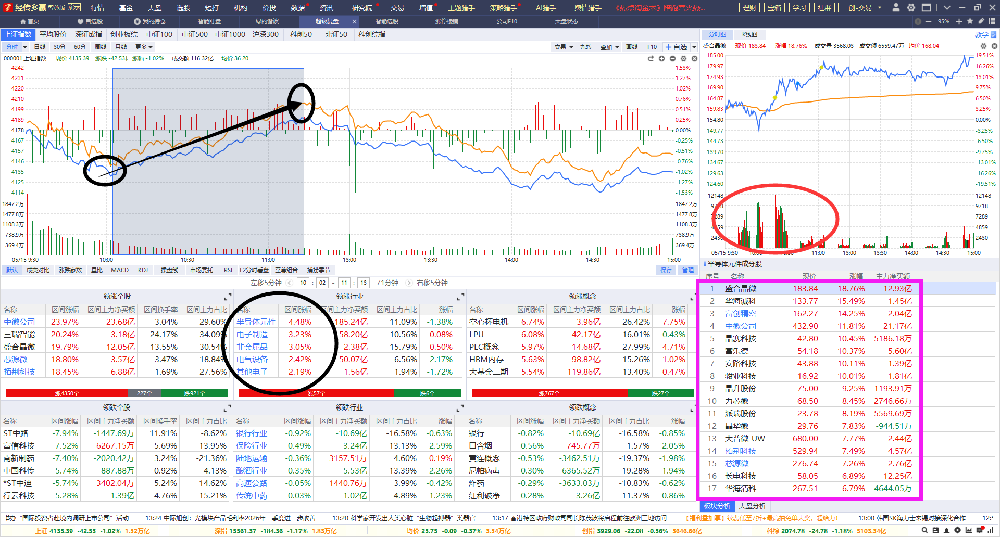 经传多赢 智尊版 演示 行情 基金 大盘 选股 短打 机构 价投 数据 资讯 研究院 交易 增值 主题猎手 策略猎手 AI猎手 舆情猎手 《热点淘金术》陪跑营火热... 理财 宝箱 学习 社群 一创-交易
首页 自选股 我的持仓 智能盯盘 绿的谐波 超级复盘 智能选股 涨停棱镜 公司F10 大盘状态 95%
上证指数 平均股价 深证成指 创业板综 中证100 中证500 中证1000 沪深300 科创50 北证50 科创综指
分时 日线 30分 60分 周线 月线 更多 交易 九转 叠加 画线 F10 自选
000001 上证指数 现价 4135.39 涨跌 -42.53↓ 涨幅 -1.02% 成交额 116.32亿 均价 36.20
4242 1.53%
4231 1.27%
4220 1.02%
4210 0.76%
4199 0.51%
4189 0.25%
4178 0.00%
4167 -0.25%
4157 -0.51%
4146 -0.76%
4135 -1.02%
4125 -1.27%
4114 -1.53%
1847.2万 1847.2万
1477.8万 1477.8万
1108.3万 1108.3万
738.9万 738.9万
369.4万 369.4万
05/15 9:30 10:00 10:30 11:00 13:00 13:30 14:00 14:30 15:00
默认 成交对比 涨跌家数 量比 MACD KDJ 操盘线 市场委托 RSI L2分时看盘 至尊组合 捕捞季节 保存 管理
左移5分钟 10 : 02 - 11 : 13 71分钟 右移5分钟
领涨个股
名称 区间涨幅 区间主力净买额 区间换手率 区间主力占比
中微公司 23.97% 23.68亿 3.04% 29.60%
三瑞智能 20.24% 3.18亿 24.17% 34.09%
盛合晶微 19.79% 12.05亿 13.55% 30.54%
芯源微 18.80% 3.57亿 3.47% 18.84%
拓荆科技 18.45% 6.88亿 1.69% 27.56%
涨4350个 227个 跌921个
领涨行业
名称 区间涨幅 区间主力净买额 区间主力占比 涨幅
半导体元件 4.48% 185.24亿 11.09% -1.38%
电子制造 3.23% 58.20亿 10.56% 0.08%
非金属品 3.05% 2.38亿 15.79% 0.50%
电气设备 2.42% 50.07亿 6.56% -2.17%
其他电子 2.19% 1.56亿 1.94% -1.72%
涨57个 跌6个
领涨概念
名称 区间涨幅 区间主力净买额 区间主力占比 涨幅
空心杯电机 6.74% 3.96亿 26.42% 7.75%
LPU 6.08% 42.17亿 16.01% -0.43%
PLC概念 5.97% 14.68亿 27.99% 4.71%
HBM内存 5.63% 98.82亿 15.26% 1.02%
大基金二期 5.54% 119.86亿 13.40% 0.47%
涨767个 跌27个
领跌个股
名称 区间涨幅 区间主力净买额 区间换手率 区间主力占比
ST中路 -7.94% -1447.69万 11.91% -8.62%
富信科技 -7.52% 6267.15万 5.69% 13.95%
南新制药 -7.40% -2020.42万 3.24% -21.36%
中国科传 -5.74% -887.88万 0.92% -4.13%
*ST中迪 -5.74% 3402.04万 5.24% 14.62%
行云科技 -5.28% -1.39亿 4.76% -15.21%
领跌行业
名称 区间涨幅 区间主力净买额 区间主力占比 涨幅
银行行业 -0.92% -10.69亿 -16.58% -0.63%
保险行业 -0.49% -3.24亿 -13.13% -2.59%
陆地运输 -0.36% 3157.51万 4.60% 0.19%
酿酒行业 -0.35% -5.53亿 -13.39% -2.26%
高速公路 -0.05% 1440.76万 3.99% -0.42%
传统中药 -0.03% -1.02亿 -4.89% -1.23%
领跌概念
名称 区间涨幅 区间主力净买额 区间主力占比 涨幅
银行 -0.82% -10.69亿 -16.58% -0.85%
口含烟 -0.56% 745.77万 1.57% -2.05%
黄连概念 -0.53% -3462.51万 -19.37% -1.98%
尼帕病毒 -0.30% -6365.52万 -19.28% -1.94%
炸药 -0.29% -3633.03万 -10.83% -0.62%
红利破净 -0.28% -3.26亿 -11.37% -0.86%
分时图 K线图 教学
盛合晶微 现价 183.84 涨幅 18.76% 成交量 3568.03 成交额 6559.47万 均价 168.04
185.00 19.51%
179.97 16.26%
174.93 13.01%
169.90 9.75%
164.87 6.50%
159.83 3.25%
154.80 0.00%
149.77 -3.25%
144.73 -6.50%
139.70 -9.75%
134.67 -13.01%
129.63 -16.26%
124.60 -19.51%
12148 12148
9718
7289 7289
4859 4859
2430 2430
05/15 9:30 11:00 13:00 13:30 14:00 14:30 15:00
半导体元件成分股
序号 名称 现价 涨幅 主力净买额
1 盛合晶微 183.84 18.76% 12.93亿
2 华海诚科 133.77 15.49% 1.45亿
3 富创精密 162.27 14.25% 2.04亿
4 中微公司 432.90 11.81% 21.17亿
5 晶赛科技 42.80 10.45% 5186.18万
6 富乐德 54.18 10.37% 5.60亿
7 安路科技 43.88 10.11% 1.39亿
8 骏亚科技 16.92 10.01% 1.81亿
9 晶升股份 75.00 9.25% 1193.91万
10 力芯微 68.50 8.45% 2746.66万
11 派瑞股份 23.78 8.19% 5569.69万
12 晶华微 29.76 7.83% -944.51万
13 大普微-UW 680.00 7.77% 2.44亿
14 拓荆科技 529.94 7.49% 4.57亿
15 芯源微 276.74 7.26% 2.76亿
16 长电科技 58.05 6.89% 12.25亿
17 华海清科 267.51 6.79% -4644.05万
板块分析 大盘分析
举办“国际投资者赴境内调研上市公司”活动 13:24 中际旭创：光模块产品毛利率2026年一季度进一步改善 13:20 科学家开发出人类心脏“生物起搏器”类器官 13:17 香港特区政府财政司司长陈茂波将启程前往欧洲三地访问 【福利叠加享】续费低至7折+最高抽免单大奖，超给力！ 13:00 韩国SK海力士来锡对接深化合作 12:5
上证 4135.39 -42.53 -1.02% 1.52万亿 深指 15561.37 -184.36 -1.17% 1.83万亿 均价 25.75 -0.09 -0.37% 3.34万亿 创指 3929.06 -22.08 -0.56% 3646.66亿 科综 2074.78 -24.78 -1.18% 5103.34亿